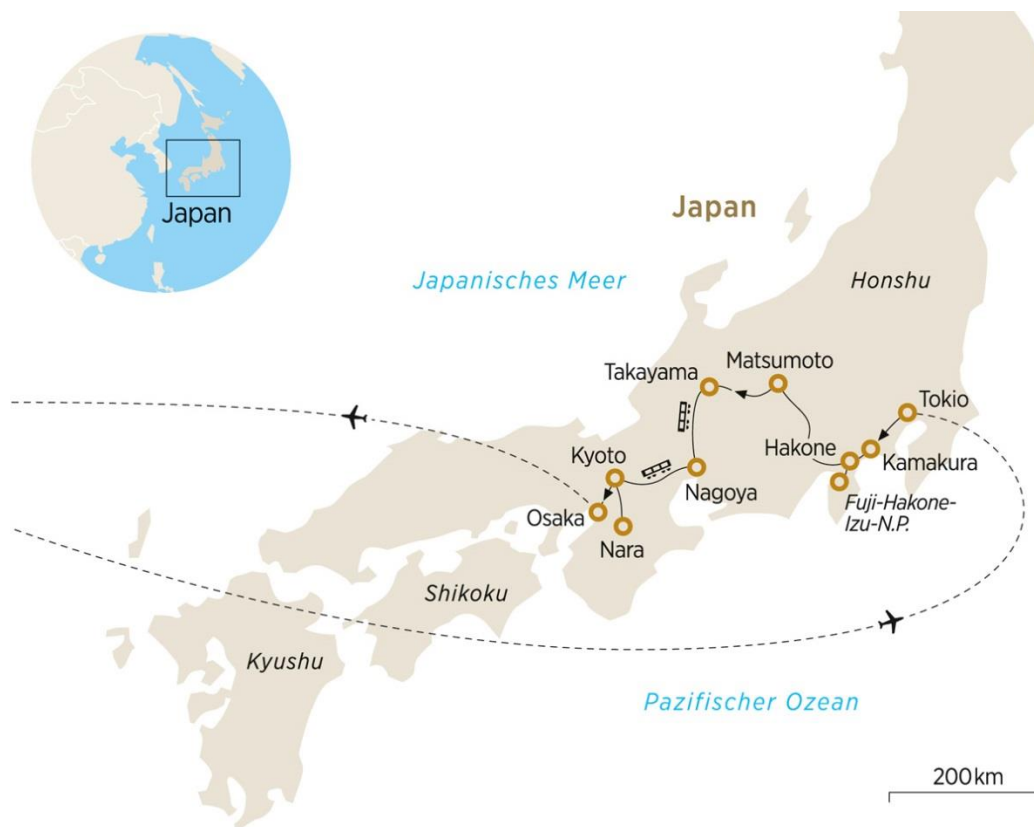 Japan
Japan
Japanisches Meer
Honshu
Matsumoto
Takayama
Tokio
Hakone
Kamakura
Kyoto
Nagoya
Fuji-Hakone-
Izu-N.P.
Osaka
Nara
Shikoku
Kyushu
Pazifischer Ozean
200 km